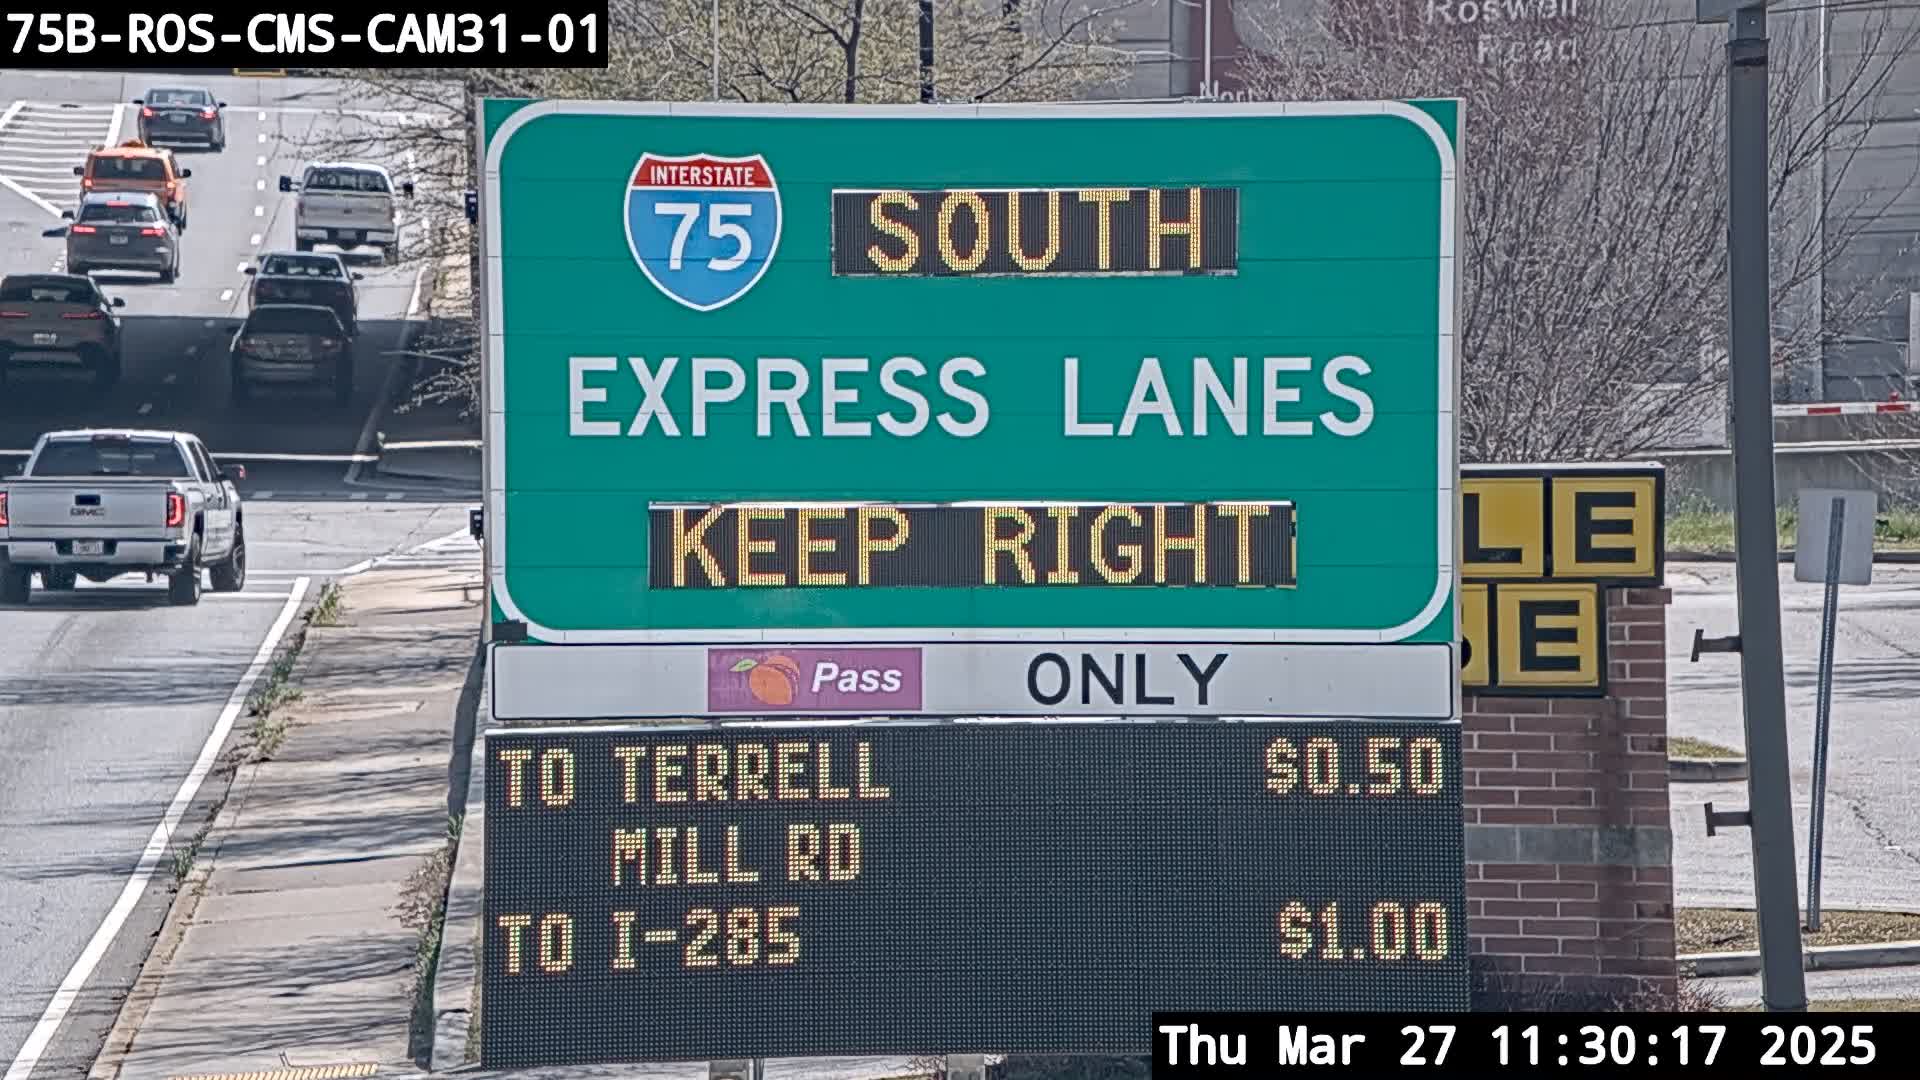 75B-ROS-CMS-CAM31-01
Roswell
Road
INTERSTATE
75
SOUTH
EXPRESS LANES
KEEP RIGHT
Pass ONLY
TO TERRELL $0.50
MILL RD
TO I-285 $1.00
LE
E
GMC
Thu Mar 27 11:30:17 2025